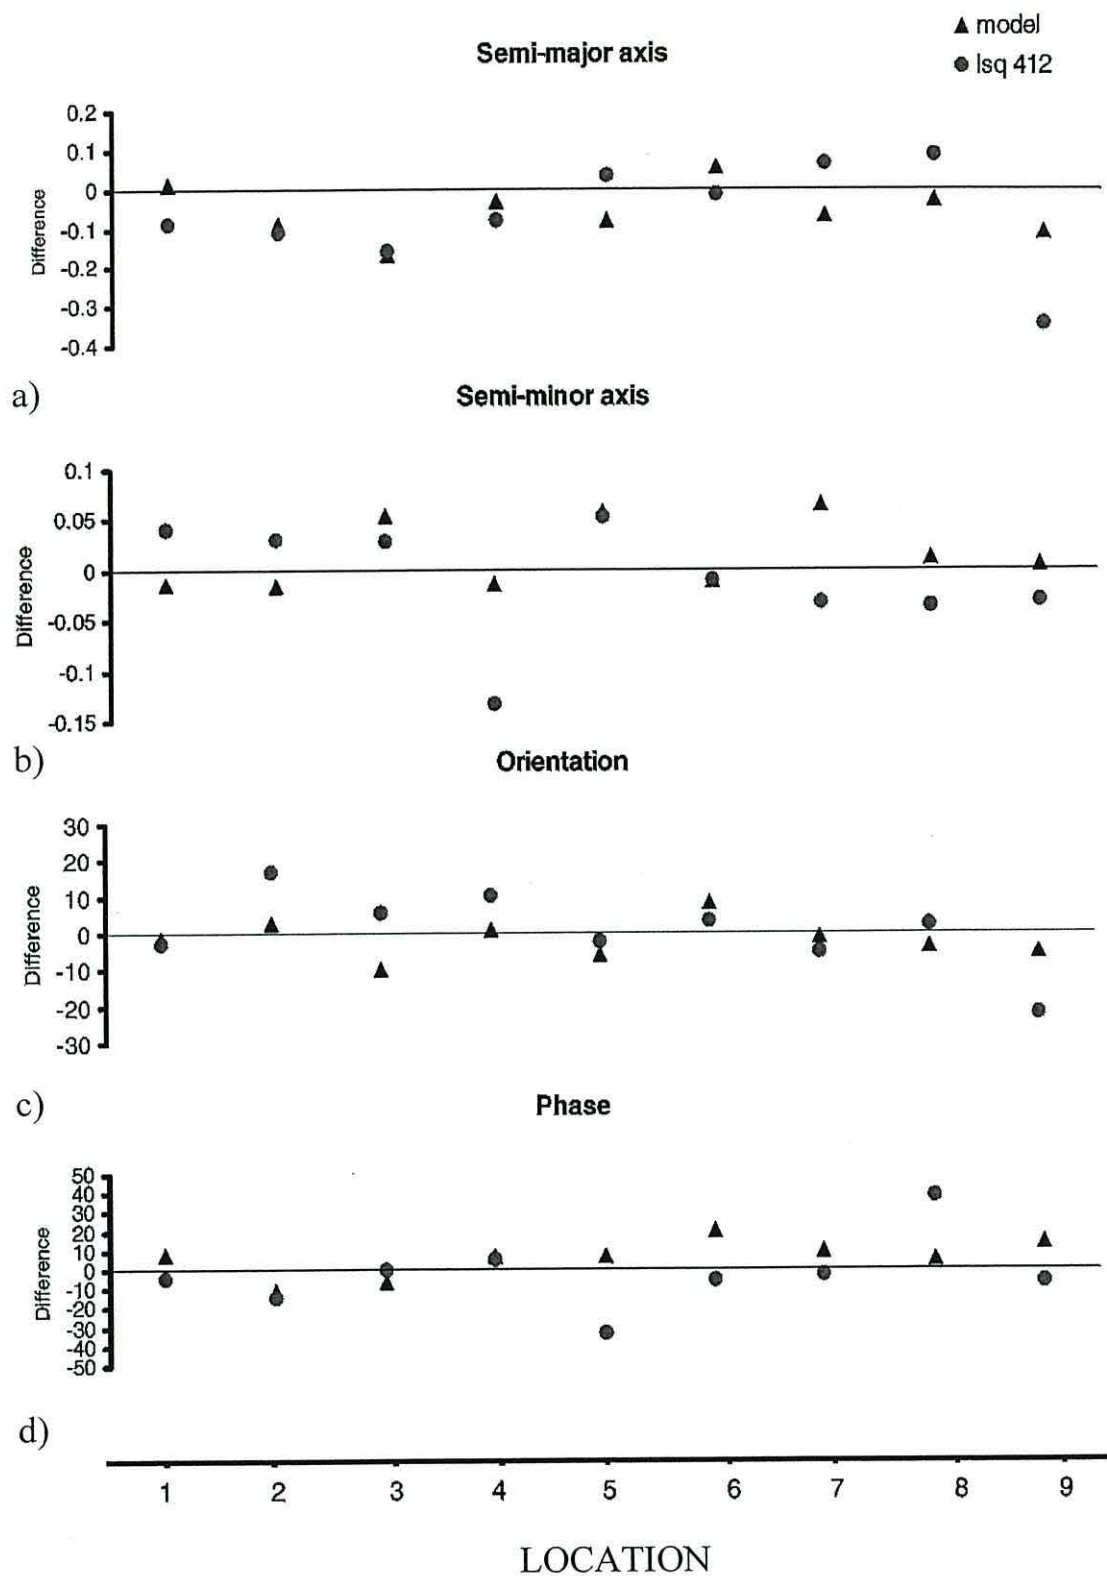 ▲ model
Semi-major axis
● lsq 412
0.2
0.1
0
-0.1
-0.2
-0.3
-0.4
Difference
a)
Semi-minor axis
0.1
0.05
0
-0.05
-0.1
-0.15
Difference
b)
Orientation
30
20
10
0
-10
-20
-30
Difference
c)
Phase
50
40
30
20
10
0
-10
-20
-30
-40
-50
Difference
d)
1 2 3 4 5 6 7 8 9
LOCATION